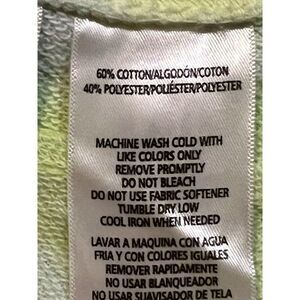 60% COTTON/ALGODÓN/COTON
40% POLYESTER/POLIÉSTER/POLYESTER
MACHINE WASH COLD WITH
LIKE COLORS ONLY
REMOVE PROMPTLY
DO NOT BLEACH
DO NOT USE FABRIC SOFTENER
TUMBLE DRY LOW
COOL IRON WHEN NEEDED
LAVAR A MAQUINA CON AGUA
FRIA Y CON COLORES IGUALES
REMOVER RAPIDAMENTE
NO USAR BLANQUEADOR
NO USAR SUAVISADOR DE TELA